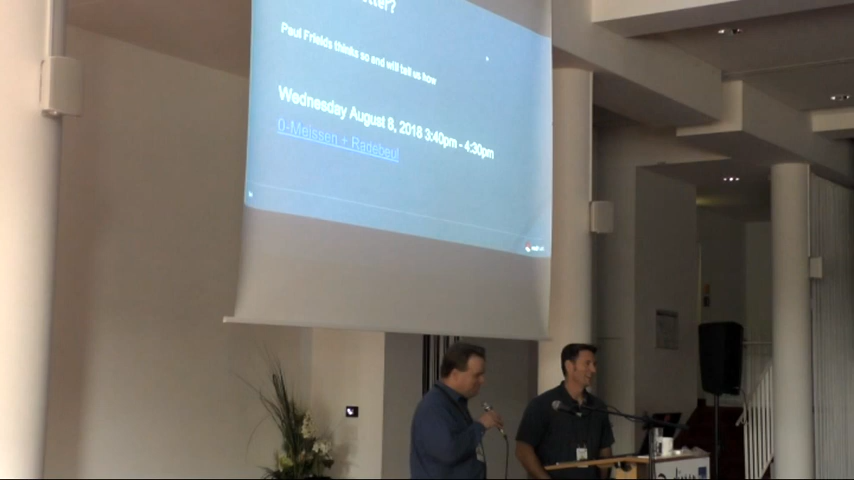 Paul Frields thinks so and will tell us how
Wednesday August 8, 2018 3:40pm - 4:30pm
0-Meissen + Radebeul